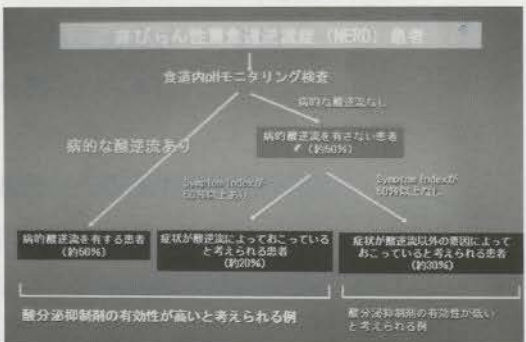 非びらん性胃食道逆流症 (NERD) 患者
食道内pHモニタリング検査
病的な酸逆流なし
病的な酸逆流あり
病的酸逆流を有さない患者
(約50%)
Symptom Indexが
50%以上あり
Symptom Indexが
50%以上なし
病的酸逆流を有する患者
(約50%)
症状が逆流によっておこっている
と考えられる患者
(約20%)
症状が酸逆流以外の要因によって
おこっていると考えられる患者
(約30%)
酸分泌抑制剤の有効性が高いと考えられる例
酸分泌抑制剤の有効性が低い
と考えられる例